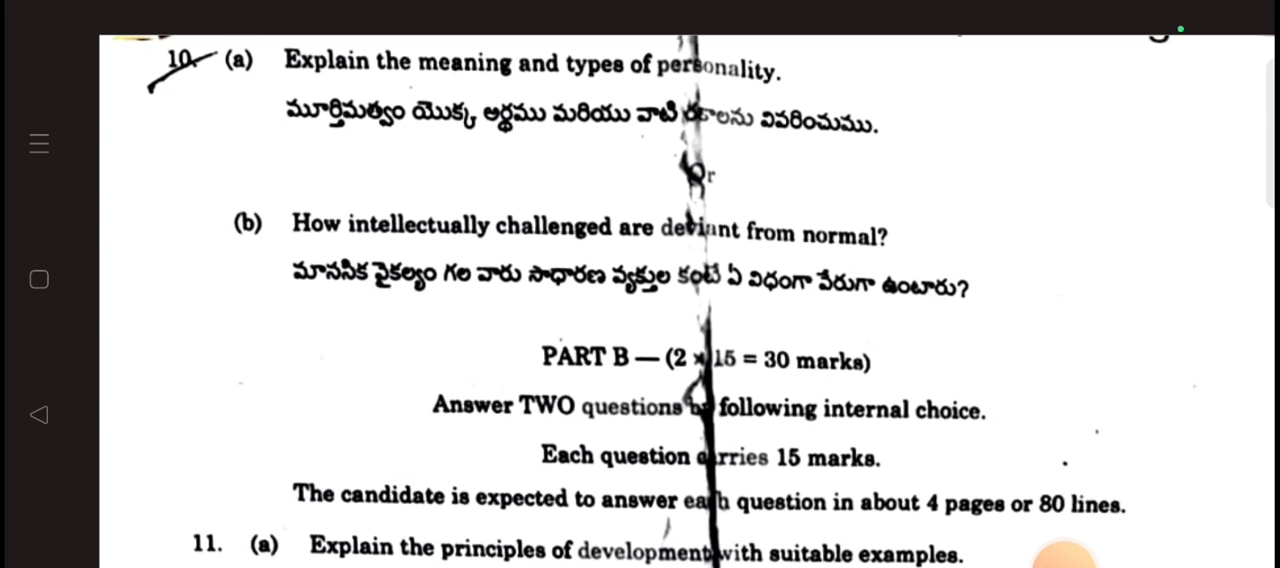 10. (a) Explain the meaning and types of personality.
మూర్తిమత్వం యొక్క అర్థము మరియు వాటి రకాలను వివరించుము.
Or
(b) How intellectually challenged are deviant from normal?
మానసిక వైకల్యం గల వారు సాధారణ వ్యక్తుల కంటే ఏ విధంగా వేరుగా ఉంటారు?
PART B — (2 × 15 = 30 marks)
Answer TWO questions by following internal choice.
Each question carries 15 marks.
The candidate is expected to answer each question in about 4 pages or 80 lines.
11. (a) Explain the principles of development with suitable examples.